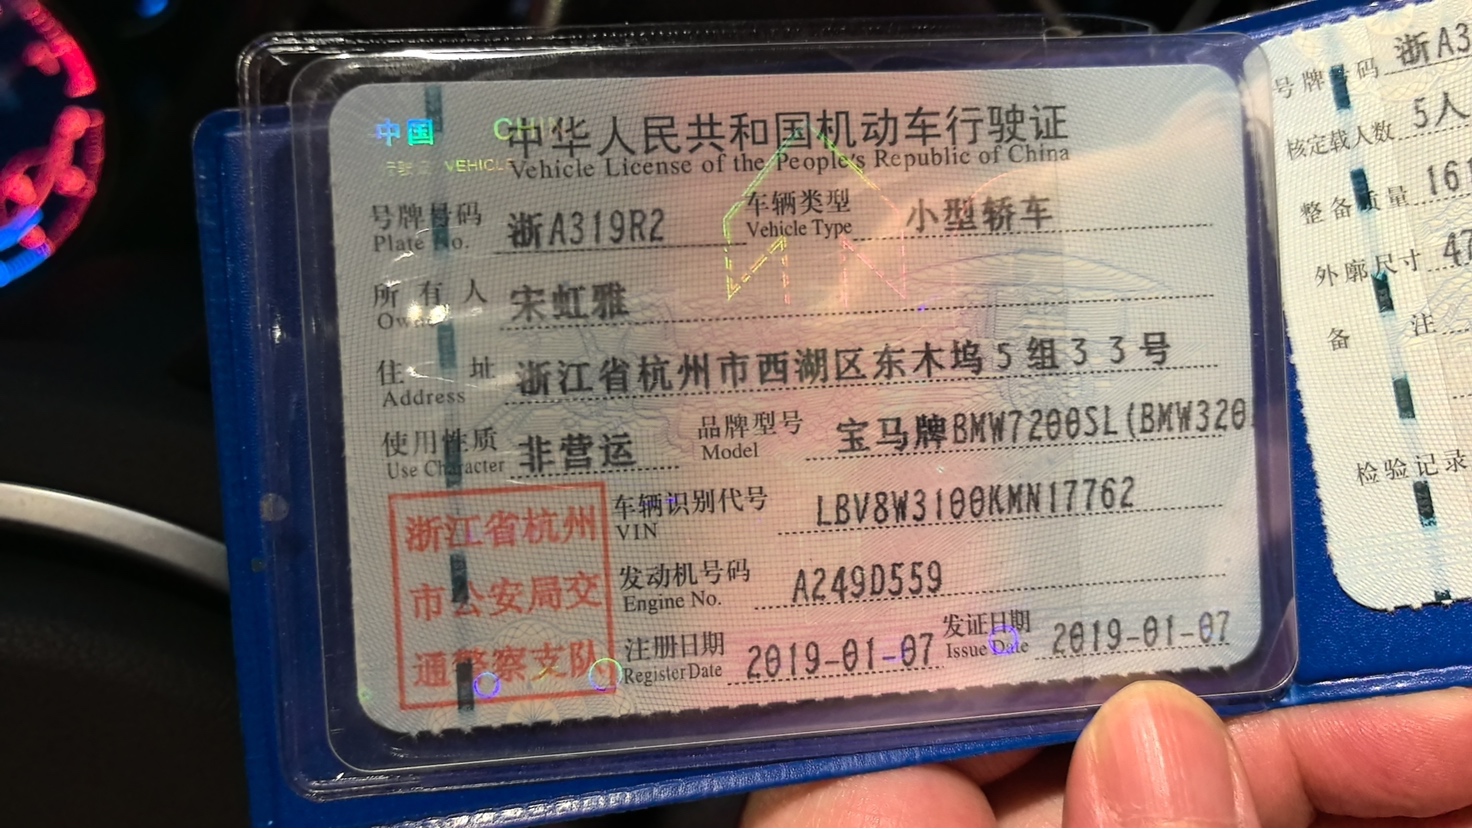 中国 CHIN
中华人民共和国机动车行驶证
行驶证 VEHICL
Vehicle License of the People's Republic of China
号牌号码 浙A319R2 车辆类型 小型轿车
Plate No. Vehicle Type
所有人 宋虹雅
Owner
住址 浙江省杭州市西湖区东木坞5组33号
Address
使用性质 非营运 品牌型号 宝马牌BMW7200SL(BMW320
Use Character Model
浙江省杭州
市公安局交
通警察支队
车辆识别代号 LBV8W3100KMN17762
VIN
发动机号码 A249D559
Engine No.
注册日期 2019-01-07 发证日期 2019-01-07
Register Date Issue Date
号牌号码 浙A3
核定载人数 5人
整备质量 161
外廓尺寸 47
备注
检验记录